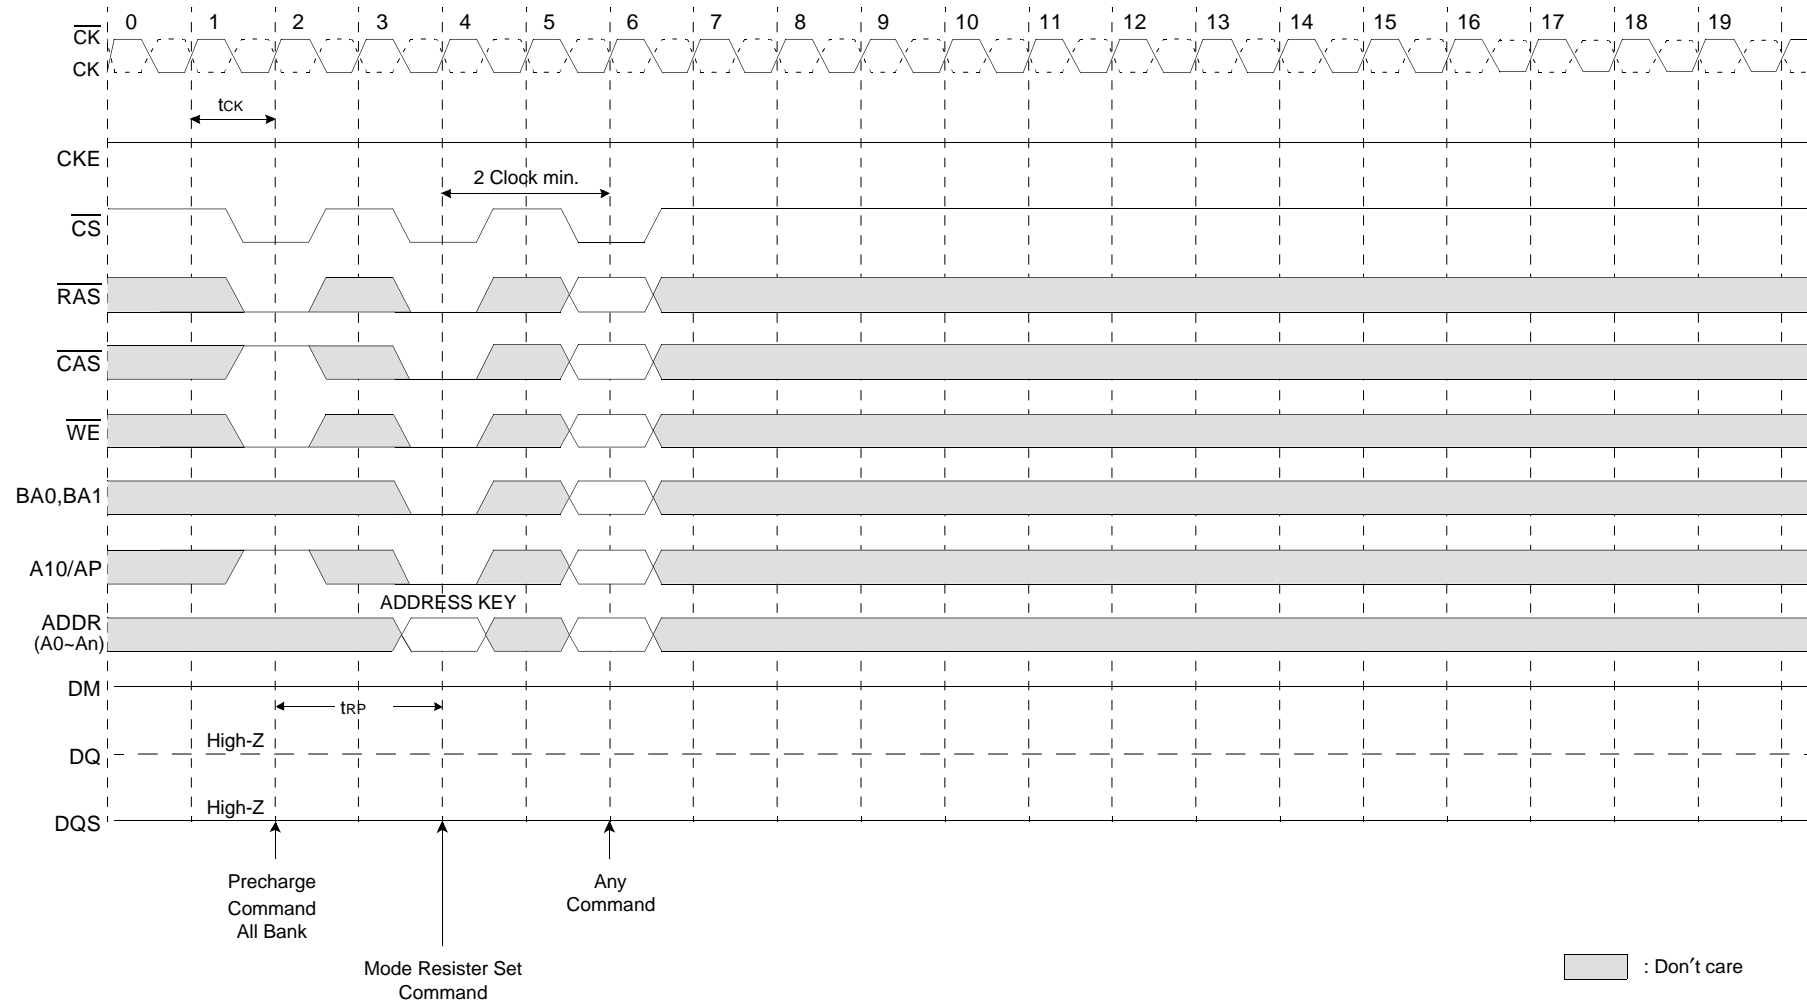 0 1 2 3 4 5 6 7 8 9 10 11 12 13 14 15 16 17 18 19
CK
CK
tCK
CKE
2 Clock min.
CS
RAS
CAS
WE
BA0,BA1
A10/AP
ADDRESS KEY
ADDR
(A0~An)
DM
tRP
High-Z
DQ
High-Z
DQS
Precharge
Command
All Bank
Any
Command
Mode Resister Set
Command
: Don′t care